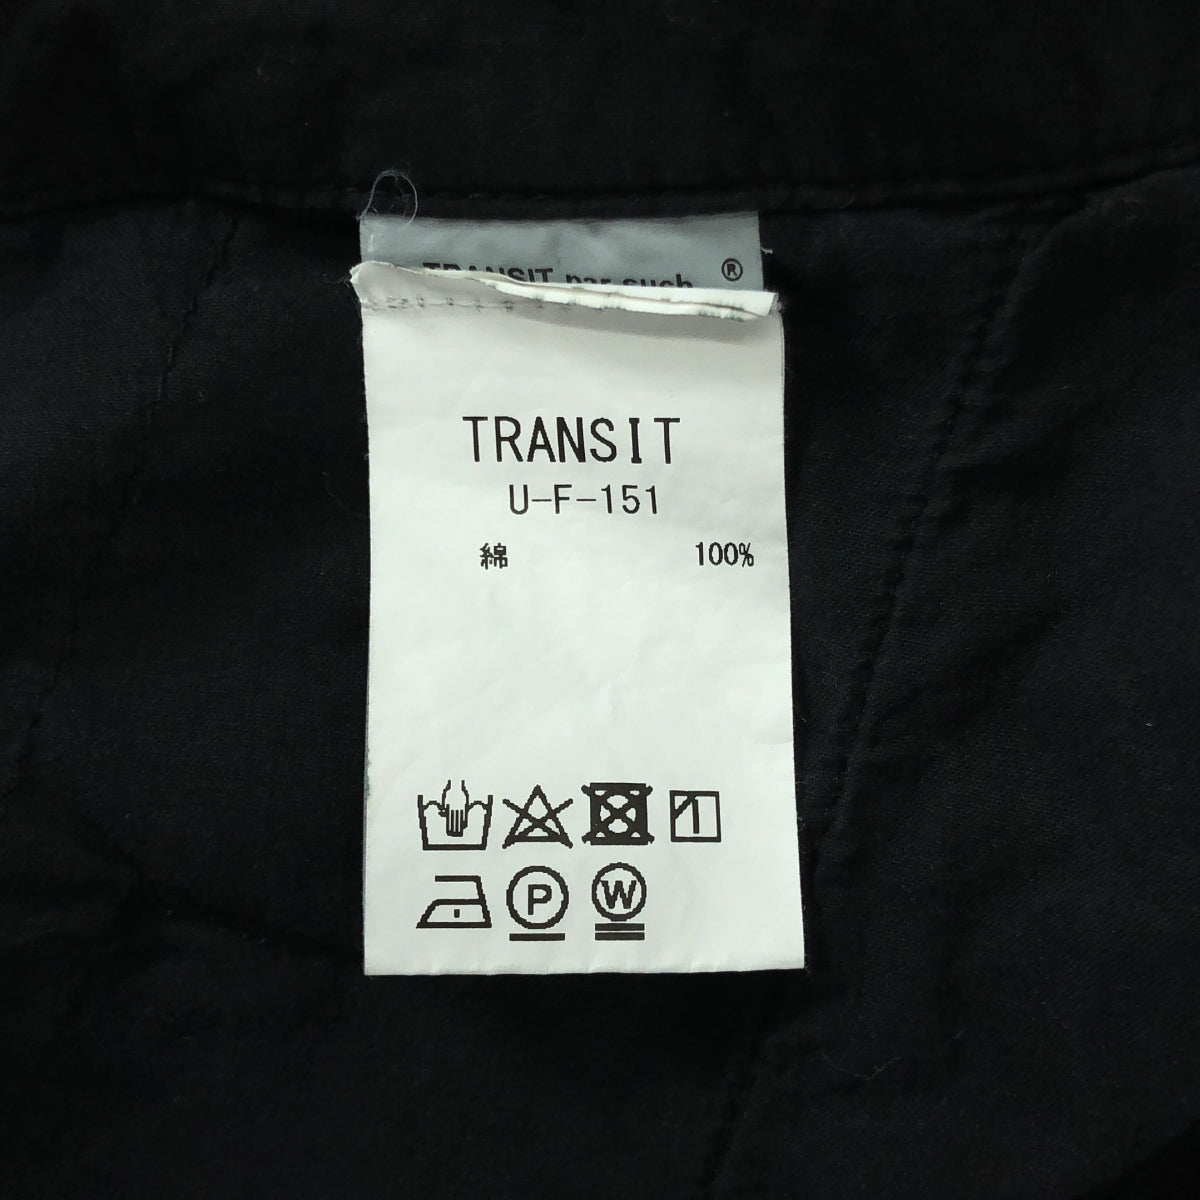 TRANSIT par such ®
TRANSIT
U-F-151
綿 100%
P W